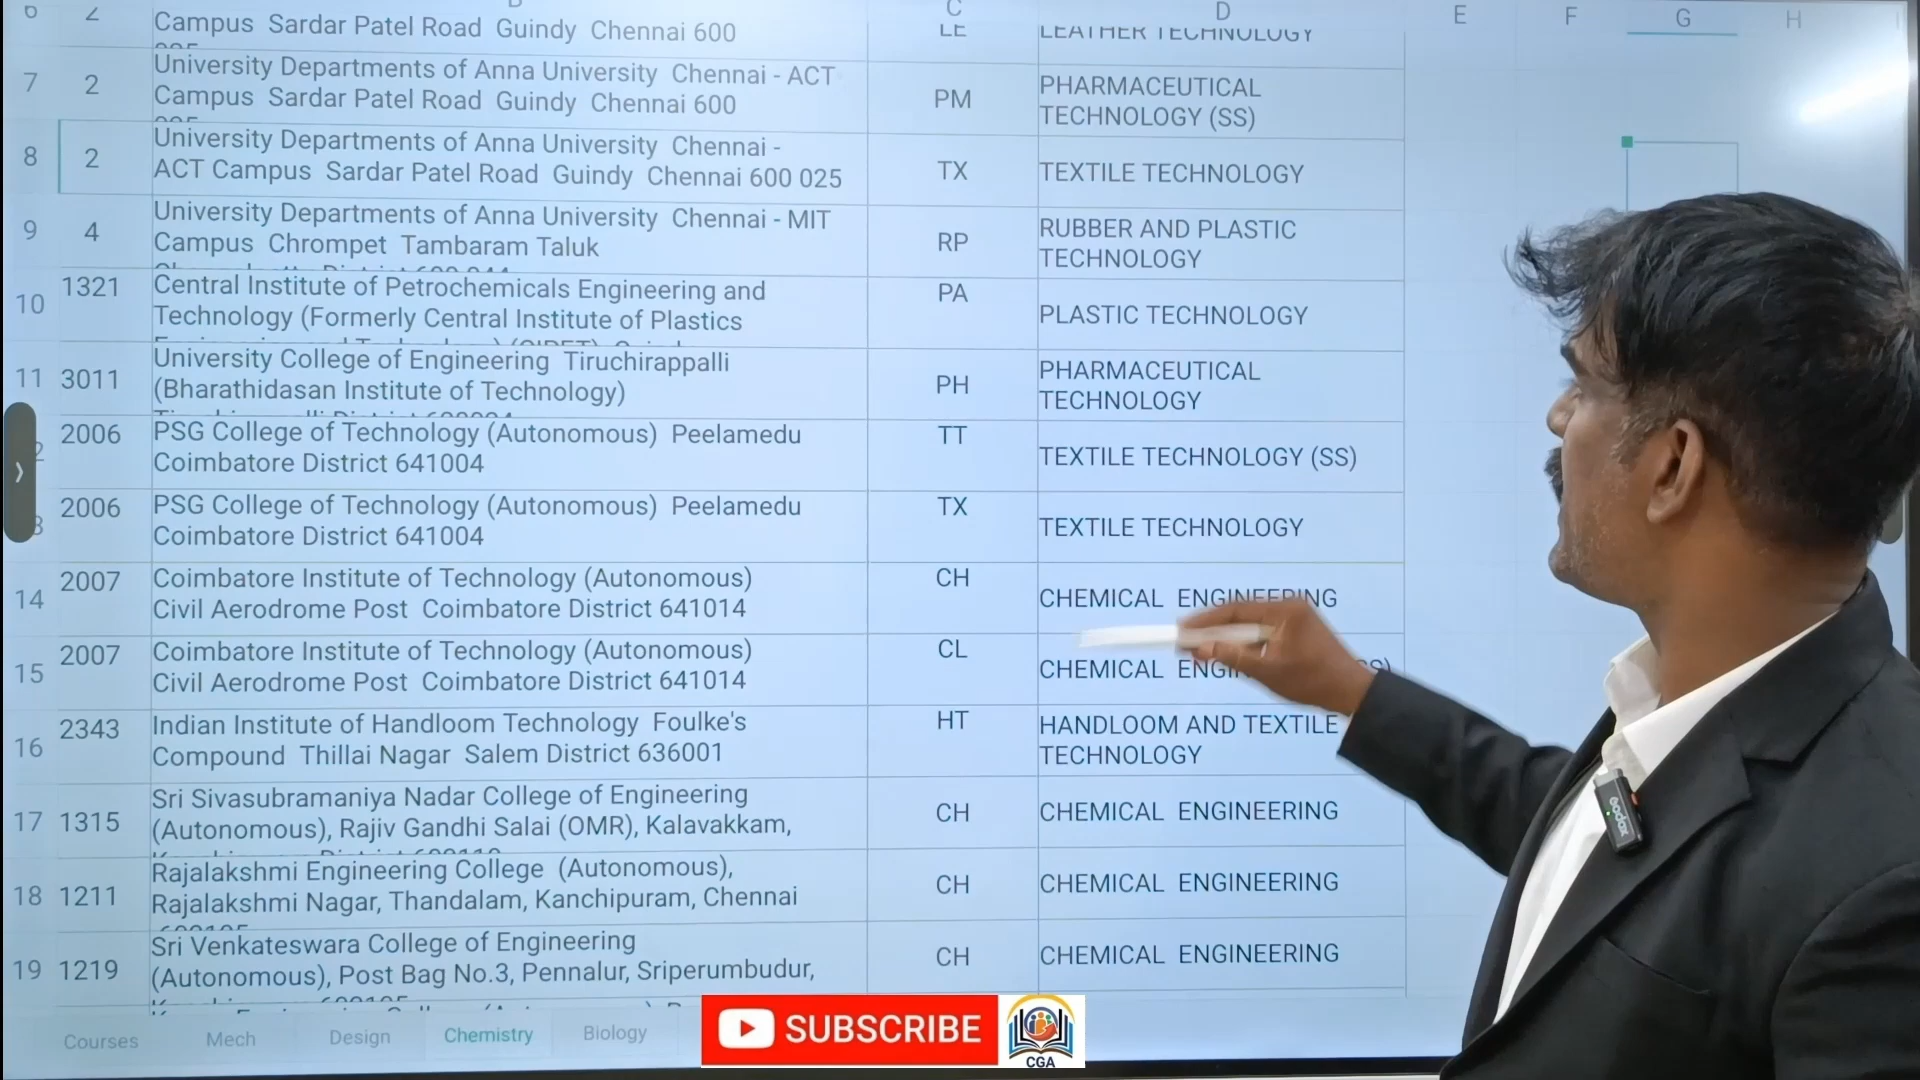 B C D E F G H
6 2 Campus Sardar Patel Road Guindy Chennai 600 LE LEATHER TECHNOLOGY
7 2 University Departments of Anna University Chennai - ACT
Campus Sardar Patel Road Guindy Chennai 600
PM PHARMACEUTICAL
TECHNOLOGY (SS)
8 2 University Departments of Anna University Chennai -
ACT Campus Sardar Patel Road Guindy Chennai 600 025
TX TEXTILE TECHNOLOGY
9 4 University Departments of Anna University Chennai - MIT
Campus Chrompet Tambaram Taluk
RP RUBBER AND PLASTIC
TECHNOLOGY
10 1321 Central Institute of Petrochemicals Engineering and
Technology (Formerly Central Institute of Plastics
PA PLASTIC TECHNOLOGY
11 3011 University College of Engineering Tiruchirappalli
(Bharathidasan Institute of Technology)
PH PHARMACEUTICAL
TECHNOLOGY
2 2006 PSG College of Technology (Autonomous) Peelamedu
Coimbatore District 641004
TT TEXTILE TECHNOLOGY (SS)
3 2006 PSG College of Technology (Autonomous) Peelamedu
Coimbatore District 641004
TX TEXTILE TECHNOLOGY
14 2007 Coimbatore Institute of Technology (Autonomous)
Civil Aerodrome Post Coimbatore District 641014
CH CHEMICAL ENGINEERING
15 2007 Coimbatore Institute of Technology (Autonomous)
Civil Aerodrome Post Coimbatore District 641014
CL CHEMICAL
16 2343 Indian Institute of Handloom Technology Foulke's
Compound Thillai Nagar Salem District 636001
HT HANDLOOM AND TEXTILE
TECHNOLOGY
17 1315 Sri Sivasubramaniya Nadar College of Engineering
(Autonomous), Rajiv Gandhi Salai (OMR), Kalavakkam,
CH CHEMICAL ENGINEERING
18 1211 Rajalakshmi Engineering College (Autonomous),
Rajalakshmi Nagar, Thandalam, Kanchipuram, Chennai
CH CHEMICAL ENGINEERING
19 1219 Sri Venkateswara College of Engineering
(Autonomous), Post Bag No.3, Pennalur, Sriperumbudur,
CH CHEMICAL ENGINEERING
Courses Mech Design Chemistry Biology
SUBSCRIBE
CGA
Godox